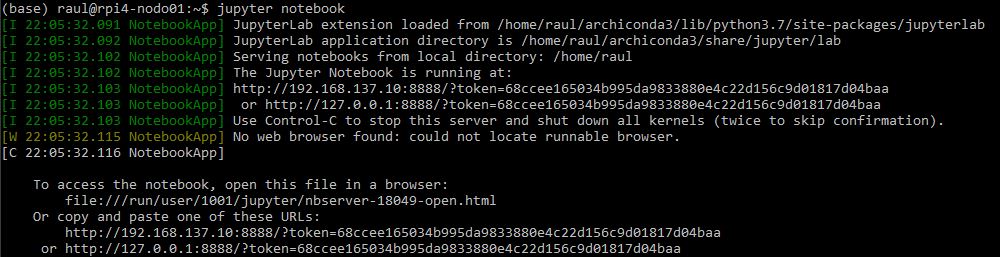 (base) raul@rpi4-nodo01:~$ jupyter notebook
[I 22:05:32.091 NotebookApp] JupyterLab extension loaded from /home/raul/archiconda3/lib/python3.7/site-packages/jupyterlab
[I 22:05:32.092 NotebookApp] JupyterLab application directory is /home/raul/archiconda3/share/jupyter/lab
[I 22:05:32.102 NotebookApp] Serving notebooks from local directory: /home/raul
[I 22:05:32.102 NotebookApp] The Jupyter Notebook is running at:
[I 22:05:32.103 NotebookApp] http://192.168.137.10:8888/?token=68ccee165034b995da9833880e4c22d156c9d01817d04baa
[I 22:05:32.103 NotebookApp]  or http://127.0.0.1:8888/?token=68ccee165034b995da9833880e4c22d156c9d01817d04baa
[I 22:05:32.103 NotebookApp] Use Control-C to stop this server and shut down all kernels (twice to skip confirmation).
[W 22:05:32.115 NotebookApp] No web browser found: could not locate runnable browser.
[C 22:05:32.116 NotebookApp]
To access the notebook, open this file in a browser:
file:///run/user/1001/jupyter/nbserver-18049-open.html
Or copy and paste one of these URLs:
http://192.168.137.10:8888/?token=68ccee165034b995da9833880e4c22d156c9d01817d04baa
or http://127.0.0.1:8888/?token=68ccee165034b995da9833880e4c22d156c9d01817d04baa